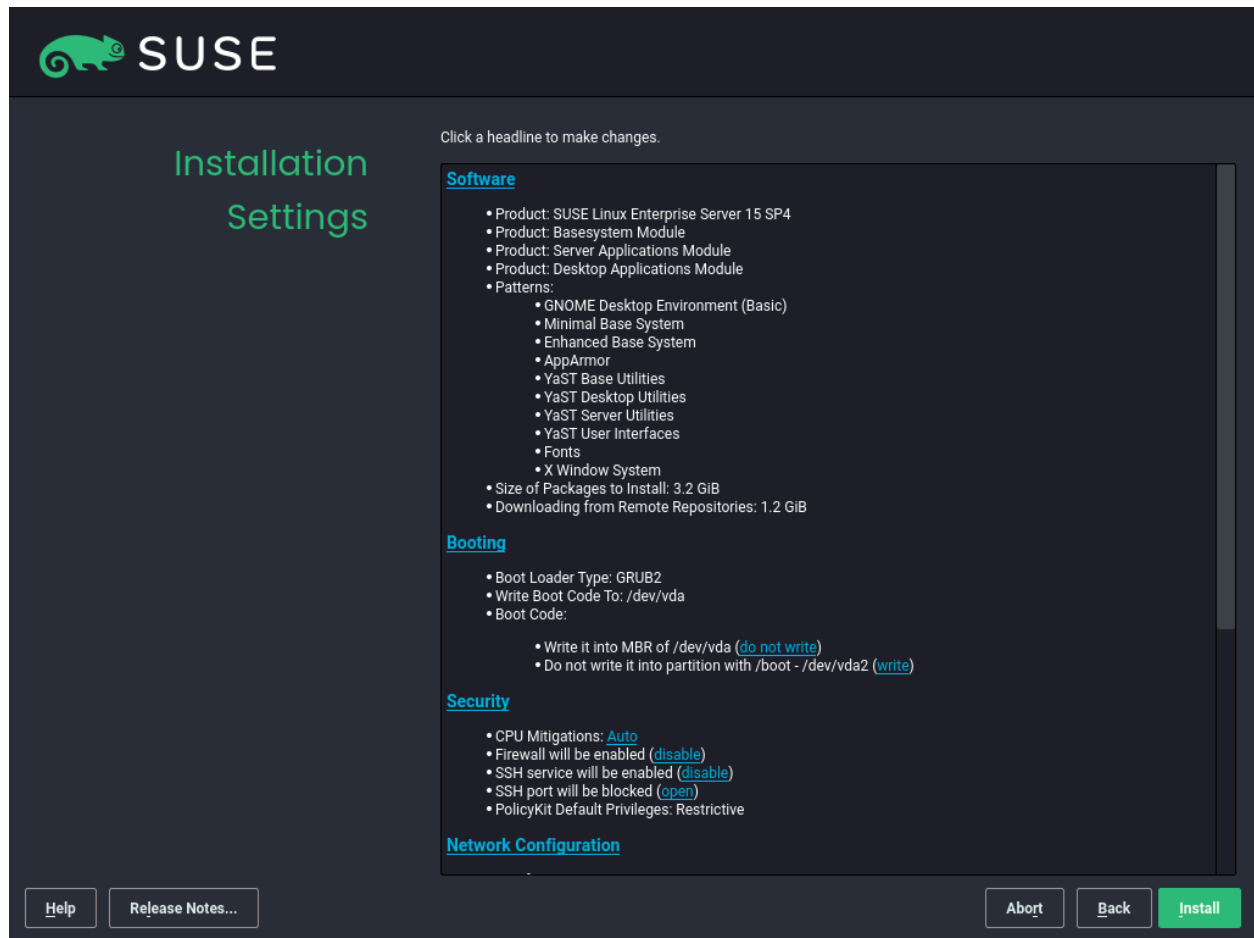 SUSE
Installation
Settings
Click a headline to make changes.
Software
• Product: SUSE Linux Enterprise Server 15 SP4
• Product: Basesystem Module
• Product: Server Applications Module
• Product: Desktop Applications Module
• Patterns:
• GNOME Desktop Environment (Basic)
• Minimal Base System
• Enhanced Base System
• AppArmor
• YaST Base Utilities
• YaST Desktop Utilities
• YaST Server Utilities
• YaST User Interfaces
• Fonts
• X Window System
• Size of Packages to Install: 3.2 GiB
• Downloading from Remote Repositories: 1.2 GiB
Booting
• Boot Loader Type: GRUB2
• Write Boot Code To: /dev/vda
• Boot Code:
• Write it into MBR of /dev/vda (do not write)
• Do not write it into partition with /boot - /dev/vda2 (write)
Security
• CPU Mitigations: Auto
• Firewall will be enabled (disable)
• SSH service will be enabled (disable)
• SSH port will be blocked (open)
• PolicyKit Default Privileges: Restrictive
Network Configuration
Help Release Notes... Abort Back Install